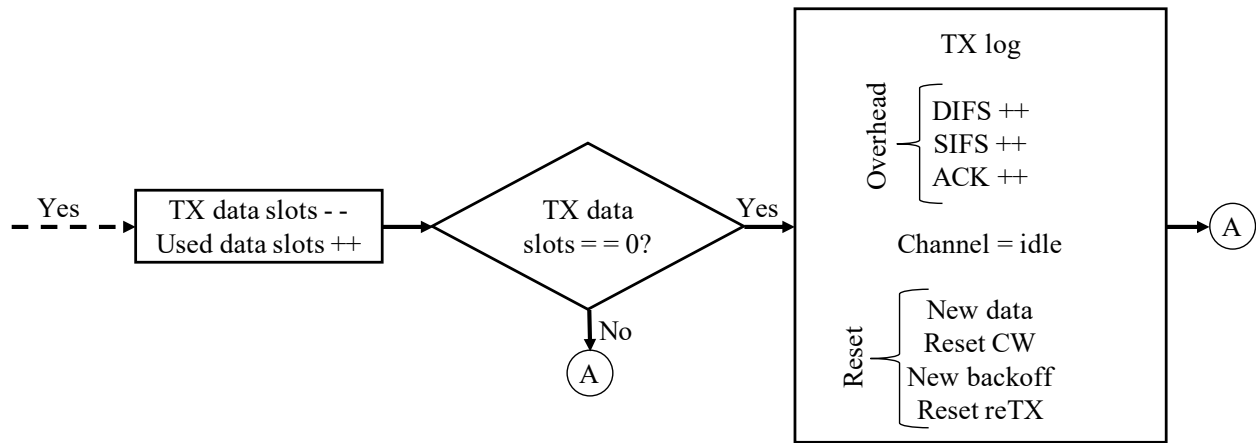 Yes
TX data slots - -
Used data slots ++
TX data
slots = = 0?
Yes
No
A
TX log
Overhead
DIFS ++
SIFS ++
ACK ++
Channel = idle
Reset
New data
Reset CW
New backoff
Reset reTX
A